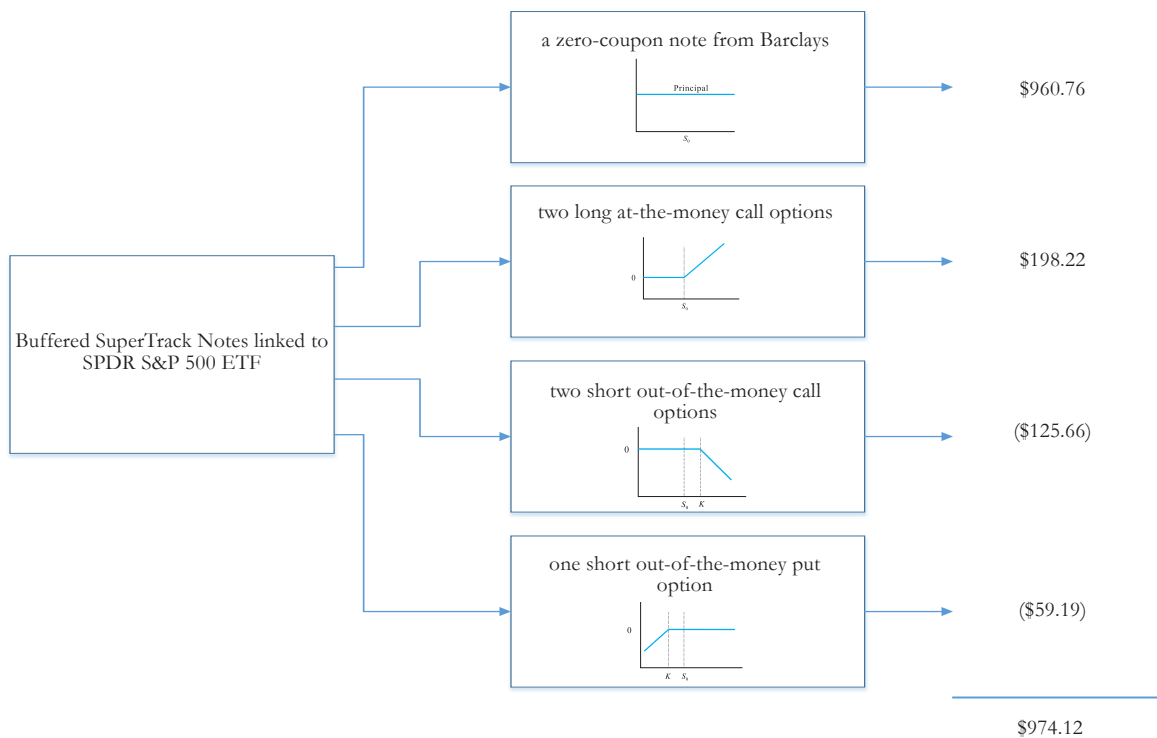 a zero-coupon note from Barclays
Principal
S₀
$960.76
two long at-the-money call options
0
S₀
$198.22
Buffered SuperTrack Notes linked to
SPDR S&P 500 ETF
two short out-of-the-money call
options
0
S₀ K
($125.66)
one short out-of-the-money put
option
0
K S₀
($59.19)
$974.12